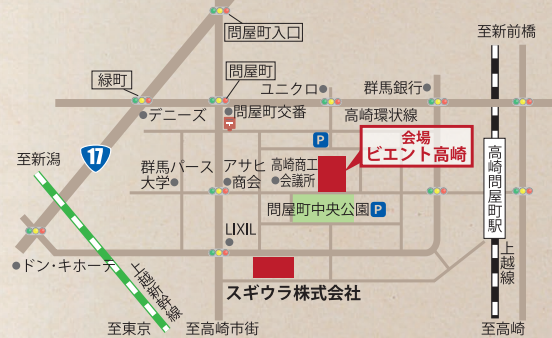 至新前橋
問屋町入口
問屋町
緑町
ユニクロ
群馬銀行
デニーズ
問屋町交番
高崎環状線
会場
ビエント高崎
P
17
至新潟
群馬パース
大学
アサヒ
商会
高崎商工
会議所
高崎問屋町駅
問屋町中央公園
P
LIXIL
ドン・キホーテ
上越新幹線
上越線
スギウラ株式会社
至東京
至高崎市街
至高崎